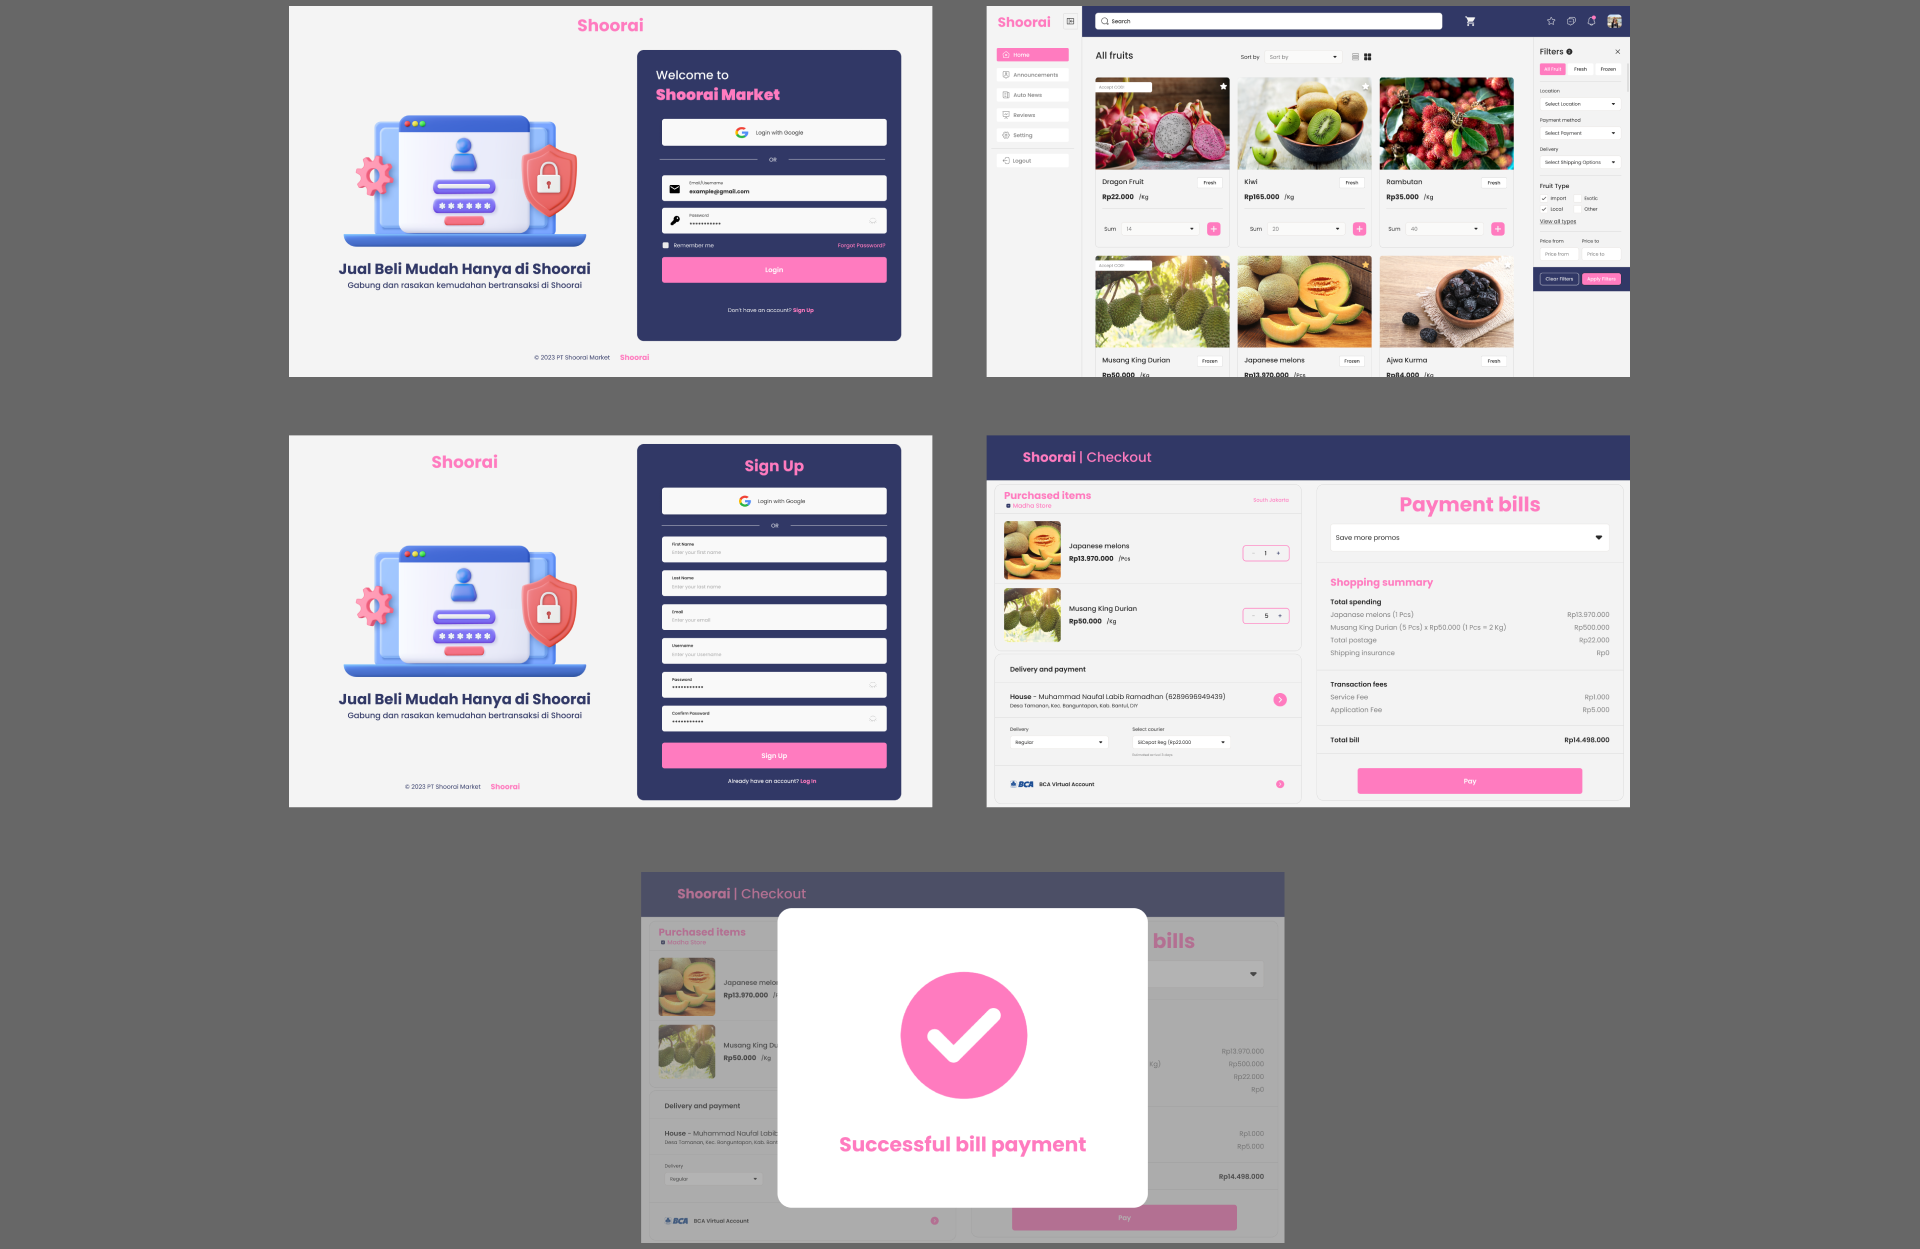 Shoorai
Welcome to
Shoorai Market
Login with Google
OR
Email/Username
example@gmail.com
Password
***********
Remember me
Forgot Password?
Login
Don't have an account? Sign Up
Jual Beli Mudah Hanya di Shoorai
Gabung dan rasakan kemudahan bertransaksi di Shoorai
© 2023 PT Shoorai Market Shoorai
Shoorai
Search
Home
Announcements
Auto News
Reviews
Setting
Logout
All fruits
Sort by
Sort by
Accept COD
Dragon Fruit
Fresh
Rp22.000 /Kg
Sum
14
Kiwi
Fresh
Rp165.000 /Kg
Sum
20
Rambutan
Fresh
Rp35.000 /Kg
Sum
40
Accept COD
Musang King Durian
Frozen
Rp50.000 /Kg
Japanese melons
Frozen
Rp13.970.000 /Pcs
Ajwa Kurma
Fresh
Rp84.000 /Kg
Filters
All Fruit
Fresh
Frozen
Location
Select Location
Payment method
Select Payment
Delivery
Select Shipping Options
Fruit Type
Import
Exotic
Local
Other
View all types
Price from
Price to
Price from
Price to
Clear Filters
Apply Filters
Shoorai
Jual Beli Mudah Hanya di Shoorai
Gabung dan rasakan kemudahan bertransaksi di Shoorai
© 2023 PT Shoorai Market Shoorai
Sign Up
Login with Google
OR
First Name
Enter your first name
Last Name
Enter your last name
Email
Enter your email
Username
Enter your username
Password
***********
Confirm Password
***********
Sign Up
Already have an account? Log In
Shoorai | Checkout
Purchased items
Madha Store
South Jakarta
Japanese melons
Rp13.970.000 /Pcs
- 1 +
Musang King Durian
Rp50.000 /Kg
- 5 +
Delivery and payment
House - Muhammad Naufal Labib Ramadhan (6289696949439)
Desa Tamanan, Kec. Banguntapan, Kab. Bantul, DIY
Delivery
Regular
Select courier
SiCepat Reg (Rp22.000
BCA
BCA Virtual Account
Payment bills
Save more promos
Shopping summary
Total spending
Japanese melons (1 Pcs)
Rp13.970.000
Musang King Durian (5 Pcs) x Rp50.000 (1 Pcs = 2 Kg)
Rp500.000
Total postage
Rp22.000
Shipping insurance
Rp0
Transaction fees
Service Fee
Rp1.000
Application Fee
Rp5.000
Total bill
Rp14.498.000
Pay
Shoorai | Checkout
Purchased items
Madha Store
Japanese melo
Rp13.970.000
Musang King Du
Rp50.000 /Kg
Delivery and payment
House - Muhammad Naufal Labib
Desa Tamanan, Kec. Banguntapan, Kab. Bant
Delivery
Regular
BCA
BCA Virtual Account
Successful bill payment
bills
Rp13.970.000
Kg)
Rp500.000
Rp22.000
Rp0
Rp1.000
Rp5.000
Rp14.498.000
Pay